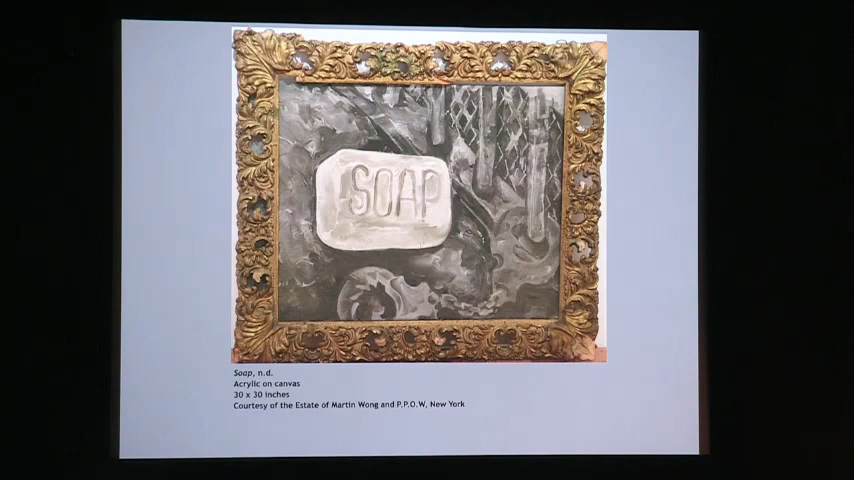 SOAP
Soap, n.d.
Acrylic on canvas
30 x 30 inches
Courtesy of the Estate of Martin Wong and P.P.O.W, New York